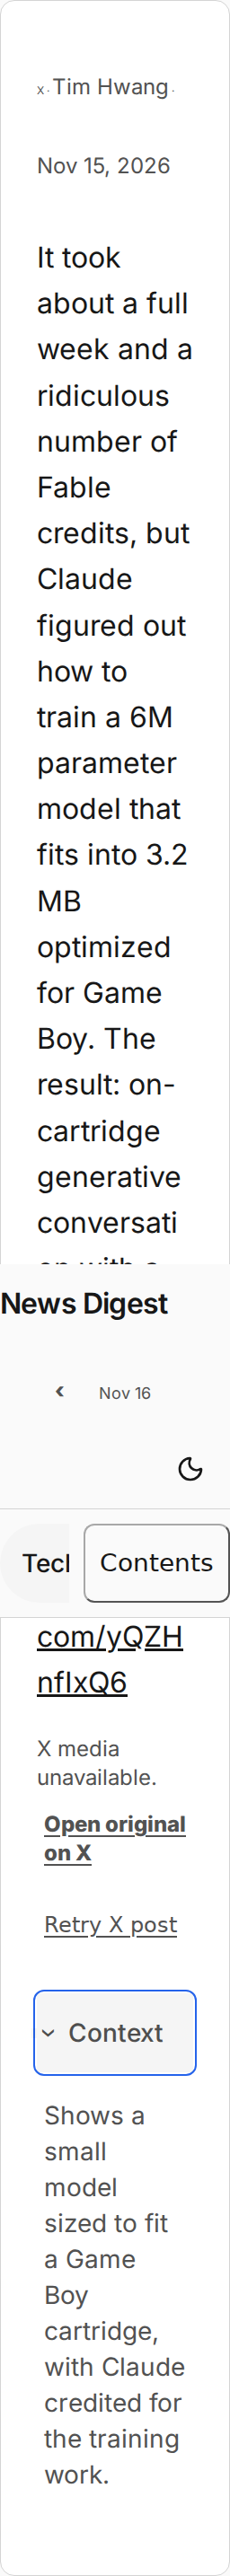 X · Tim Hwang ·
Nov 15, 2026
It took
about a full
week and a
ridiculous
number of
Fable
credits, but
Claude
figured out
how to
train a 6M
parameter
model that
fits into 3.2
MB
optimized
for Game
Boy. The
result: on-
cartridge
generative
conversati
News Digest
‹ Nov 16
Contents
com/yQZH
nfIxQ6
X media
unavailable.
Open original
on X
Retry X post
Context
Shows a
small
model
sized to fit
a Game
Boy
cartridge,
with Claude
credited for
the training
work.